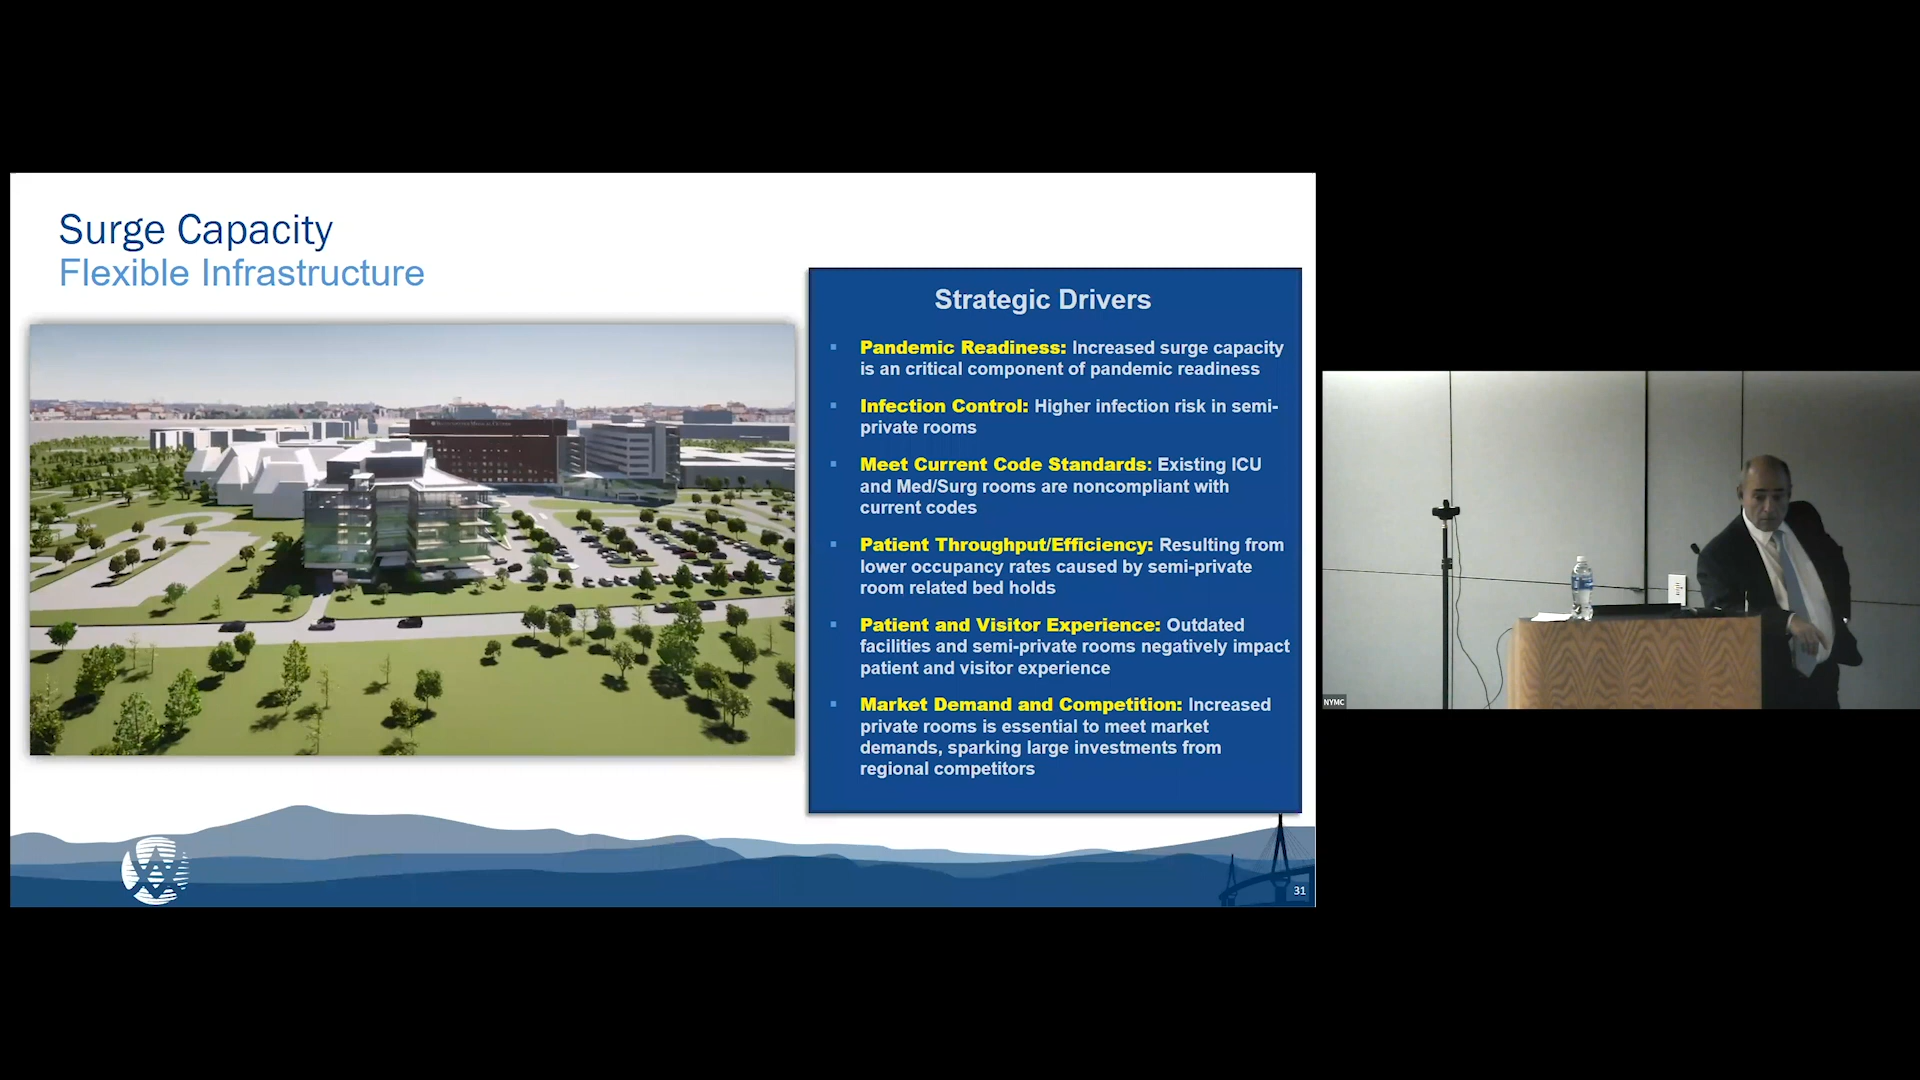 Surge Capacity
Flexible Infrastructure
Strategic Drivers
Pandemic Readiness: Increased surge capacity
is an critical component of pandemic readiness
Infection Control: Higher infection risk in semi-
private rooms
Meet Current Code Standards: Existing ICU
and Med/Surg rooms are noncompliant with
current codes
Patient Throughput/Efficiency: Resulting from
lower occupancy rates caused by semi-private
room related bed holds
Patient and Visitor Experience: Outdated
facilities and semi-private rooms negatively impact
patient and visitor experience
Market Demand and Competition: Increased
private rooms is essential to meet market
demands, sparking large investments from
regional competitors
31
NYMC